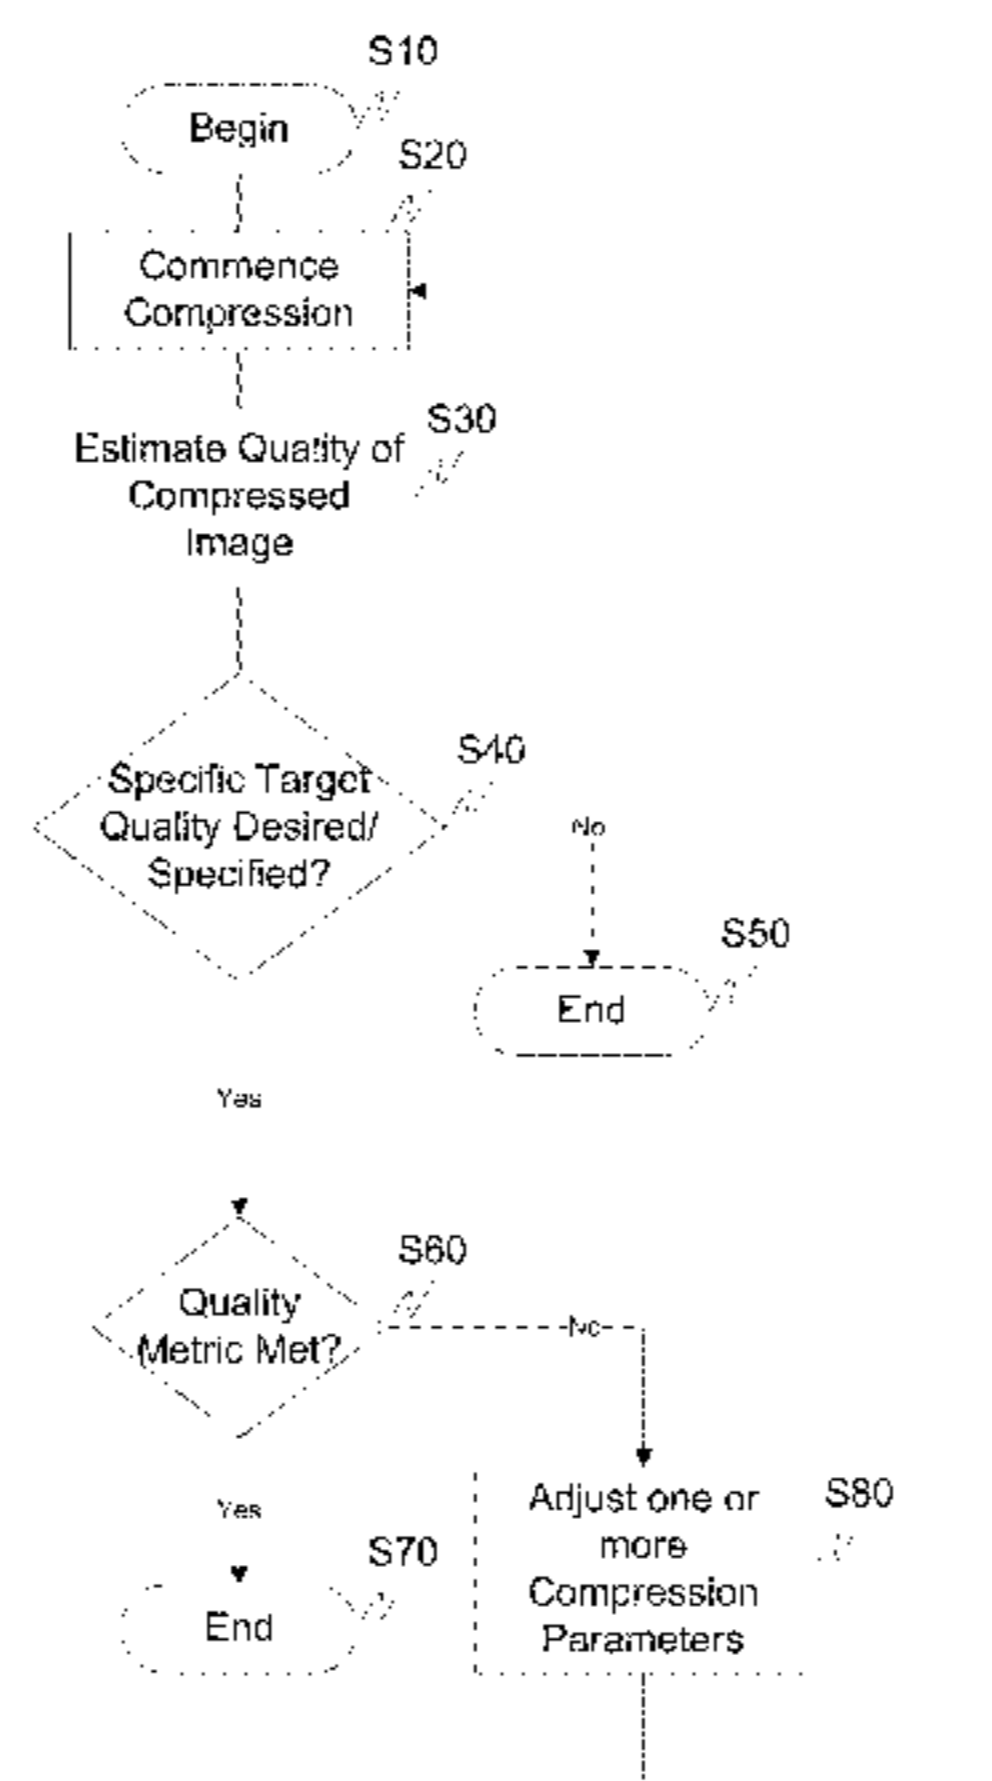 S10
Begin
S20
Commence
Compression
S30
Estimate Quality of
Compressed
Image
S40
Specific Target
Quality Desired/
Specified?
No
S50
End
Yes
S60
Quality
Metric Met?
No
Yes
S70
End
S80
Adjust one or
more
Compression
Parameters